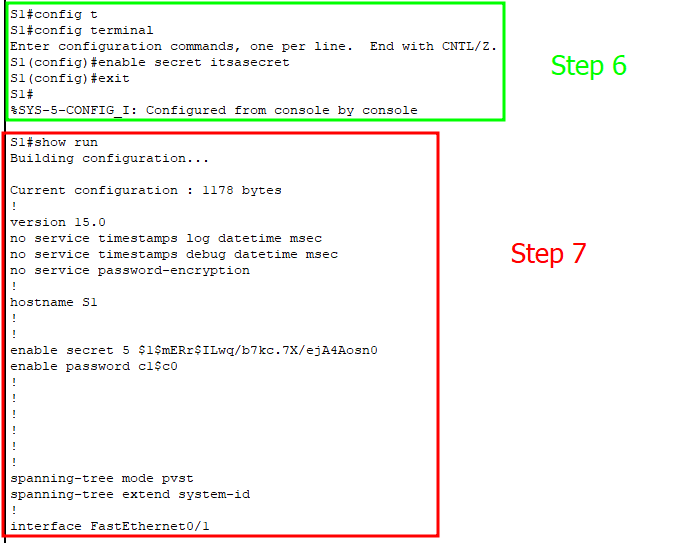 S1#config t
S1#config terminal
Enter configuration commands, one per line.  End with CNTL/Z.
S1(config)#enable secret itsasecret
S1(config)#exit
S1#
%SYS-5-CONFIG_I: Configured from console by console
Step 6
S1#show run
Building configuration...
Current configuration : 1178 bytes
!
version 15.0
no service timestamps log datetime msec
no service timestamps debug datetime msec
no service password-encryption
!
hostname S1
!
!
enable secret 5 $1$mERr$ILwq/b7kc.7X/ejA4Aosn0
enable password c1$c0
!
!
!
!
!
!
spanning-tree mode pvst
spanning-tree extend system-id
!
interface FastEthernet0/1
Step 7